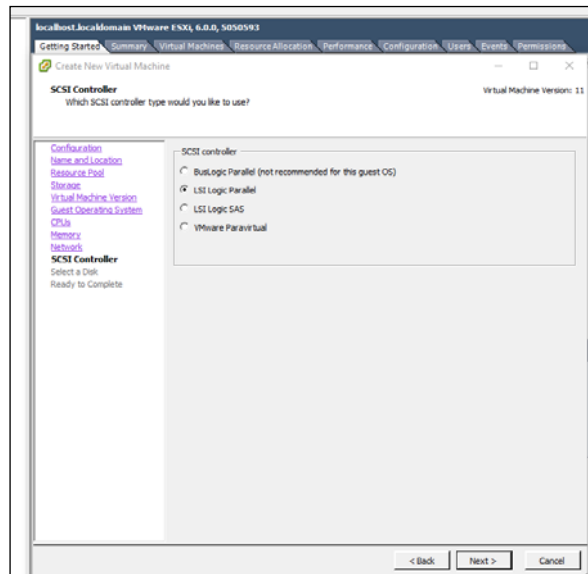 localhost.localdomain VMware ESXi, 6.0.0, 5050593
Getting Started Summary Virtual Machines Resource Allocation Performance Configuration Users Events Permissions
Create New Virtual Machine
SCSI Controller
Which SCSI controller type would you like to use?
Virtual Machine Version: 11
Configuration
Name and Location
Resource Pool
Storage
Virtual Machine Version
Guest Operating System
CPUs
Memory
Network
SCSI Controller
Select a Disk
Ready to Complete
SCSI controller
BusLogic Parallel (not recommended for this guest OS)
LSI Logic Parallel
LSI Logic SAS
VMware Paravirtual
< Back Next > Cancel